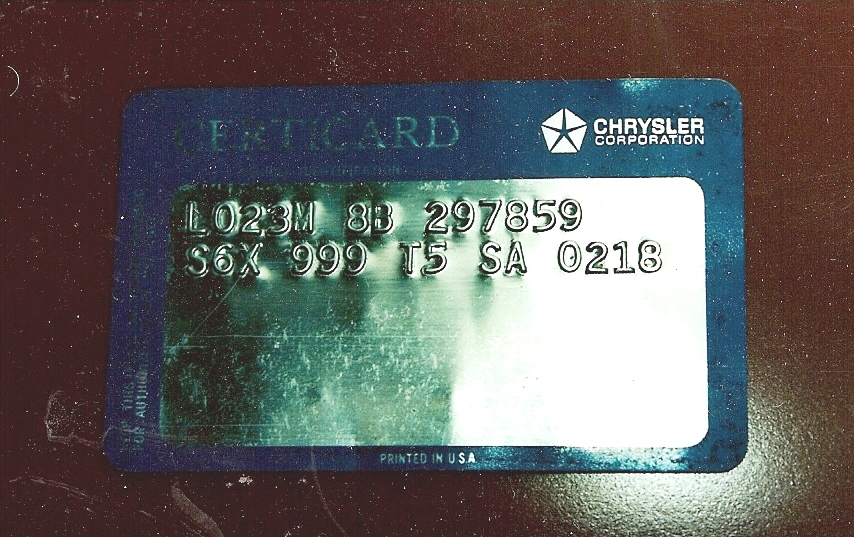 CERTICARD
CHRYSLER
CORPORATION
LO23M 8B 297859
S6X 999 T5 SA 0218
PRINTED IN U.S.A.